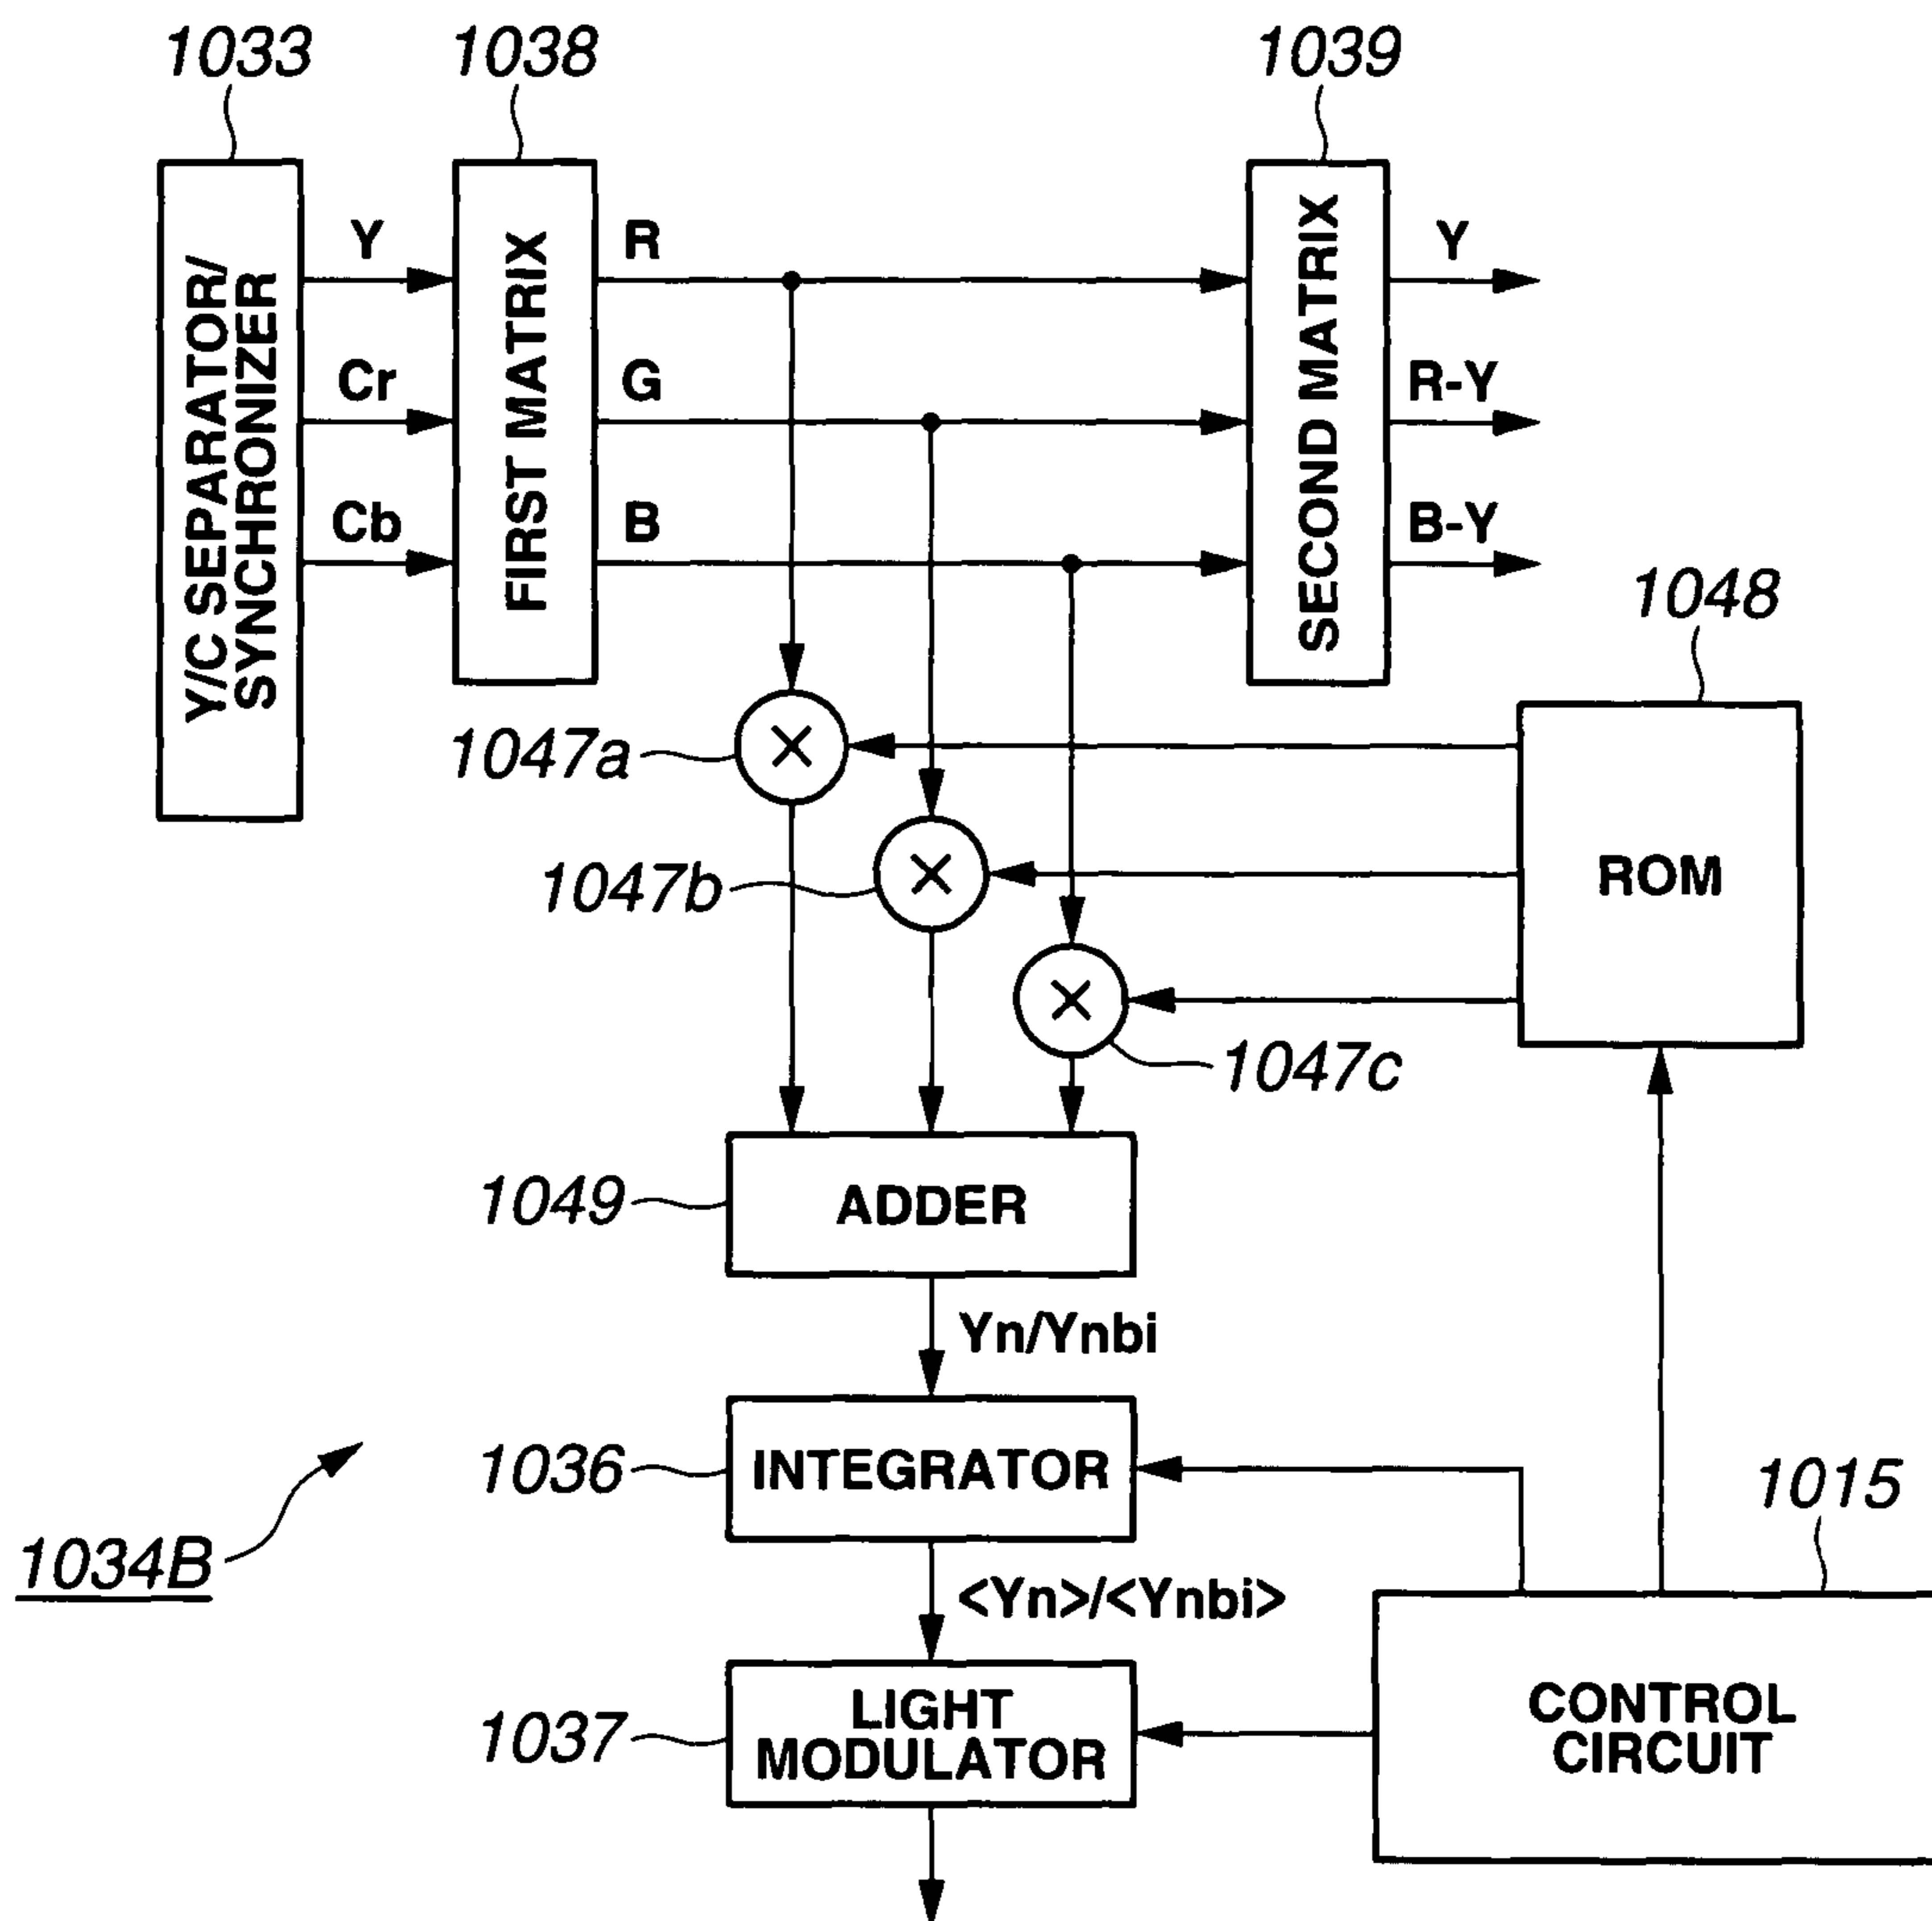 1033
1038
1039
Y/C SEPARATOR/
SYNCHRONIZER
Y
Cr
Cb
FIRST MATRIX
R
G
B
SECOND MATRIX
Y
R-Y
B-Y
1048
1047a
1047b
ROM
1047c
1049
ADDER
Yn/Ynbi
1036
INTEGRATOR
1015
1034B
<Yn>/<Ynbi>
1037
LIGHT
MODULATOR
CONTROL
CIRCUIT